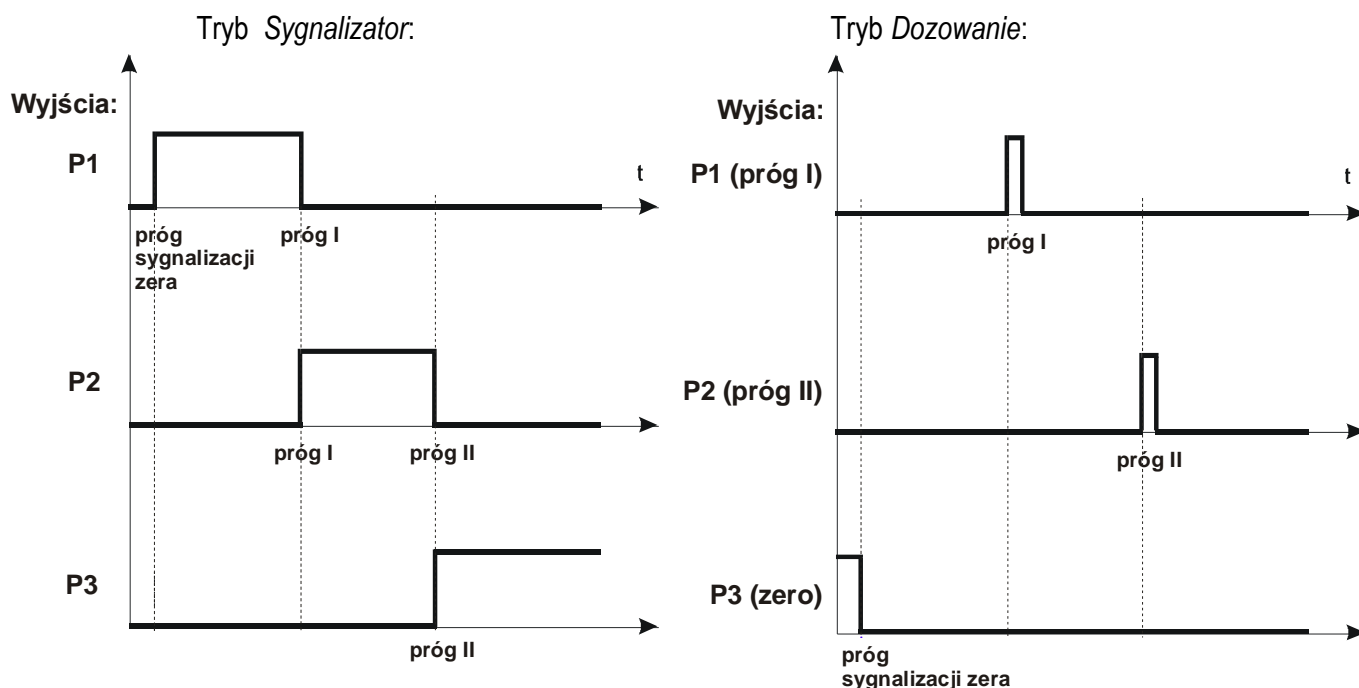 Tryb Sygnalizator:
Wyjścia:
P1
t
próg
sygnalizacji
zera
próg I
P2
próg I
próg II
P3
próg II
Tryb Dozowanie:
Wyjścia:
P1 (próg I)
t
próg I
P2 (próg II)
próg II
P3 (zero)
próg
sygnalizacji zera